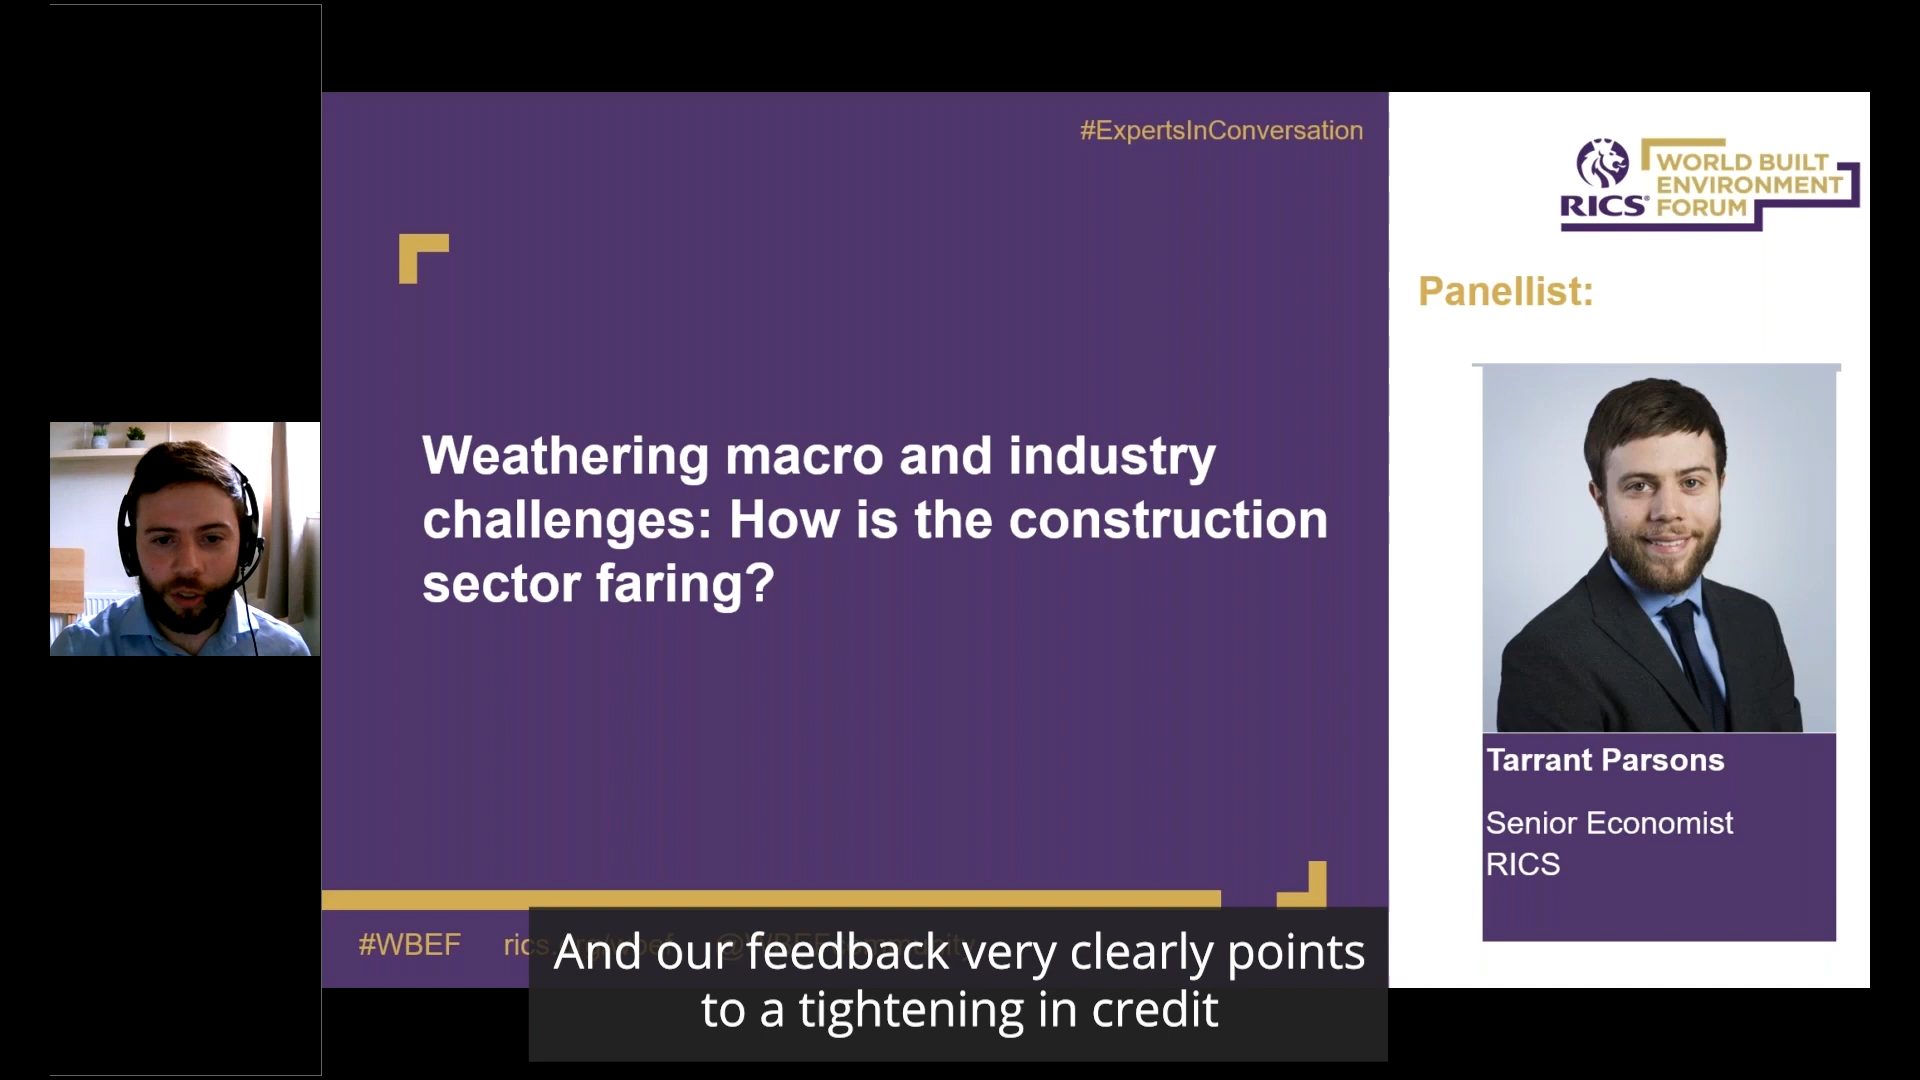 #ExpertsInConversation
RICS
WORLD BUILT
ENVIRONMENT
FORUM
Panellist:
Weathering macro and industry
challenges: How is the construction
sector faring?
Tarrant Parsons
Senior Economist
RICS
#WBEF
And our feedback very clearly points
to a tightening in credit